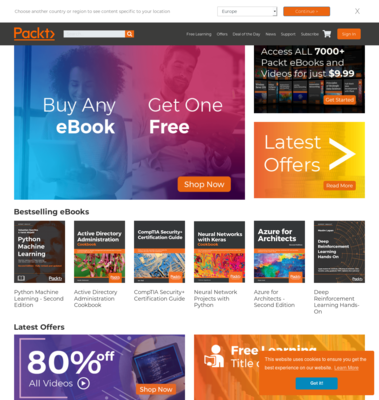 Choose another country or region to see content specific to your location
Europe
Continue
X
Packt>
Free Learning
Offers
Deal of the Day
News
Support
Subscribe
Sign In
Buy Any
eBook
Get One
Free
Shop Now
Access ALL 7000+
Packt eBooks and
Videos for just $9.99
Get Started
Latest
Offers
Read More
Bestselling eBooks
Python
Machine
Learning
Packt
Active Directory
Administration
Cookbook
CompTIA Security+
Certification Guide
Neural Networks
with Keras
Cookbook
Azure for
Architects
Deep
Reinforcement
Learning
Hands-On
Packt
Python Machine
Learning - Second
Edition
Active Directory
Administration
Cookbook
CompTIA Security+
Certification Guide
Neural Network
Projects with
Python
Azure for
Architects -
Second Edition
Deep
Reinforcement
Learning Hands-
On
Latest Offers
80%off
All Videos
Shop Now
Free Learning
Title o
This website uses cookies to ensure you get the
best experience on our website. Learn More
Got it!